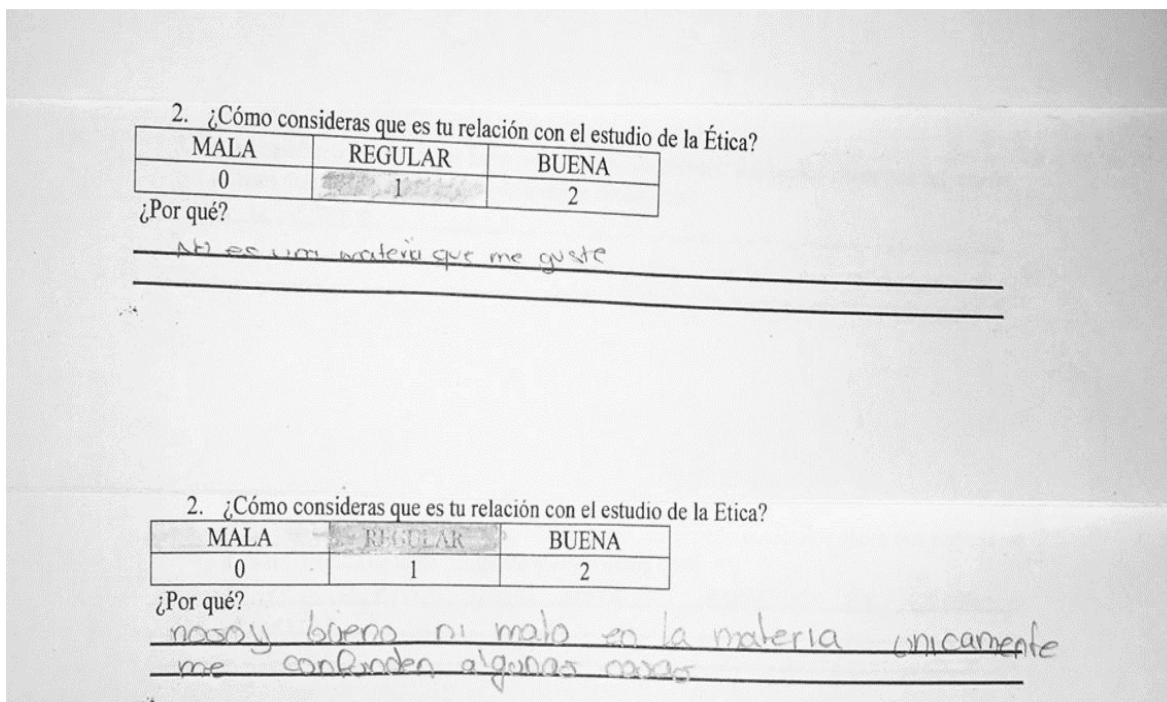 2. ¿Cómo consideras que es tu relación con el estudio de la Ética?
MALA REGULAR BUENA
0 1 2
¿Por qué?
No es una materia que me guste
2. ¿Cómo consideras que es tu relación con el estudio de la Etica?
MALA REGULAR BUENA
0 1 2
¿Por qué?
no soy bueno ni malo en la materia unicamente
me confunden algunas cosas